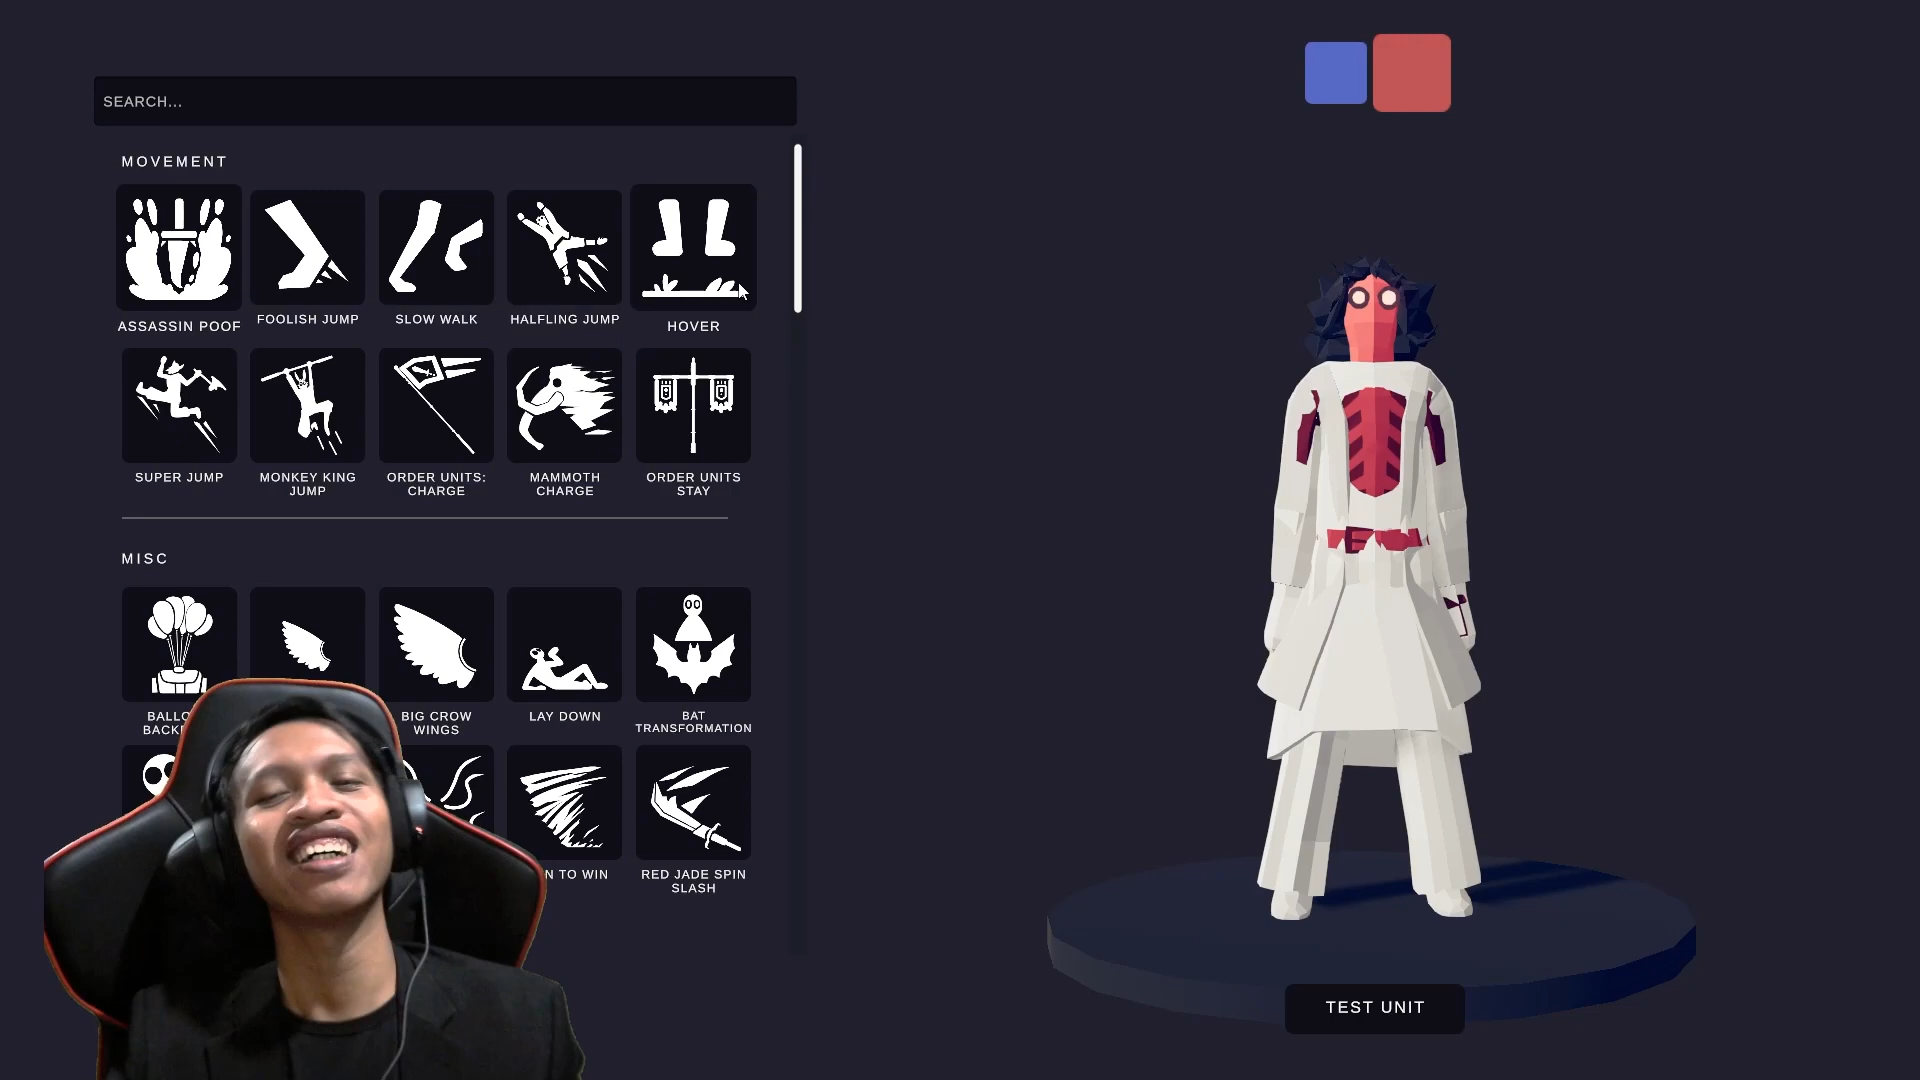 SEARCH...
MOVEMENT
ASSASSIN POOF
FOOLISH JUMP
SLOW WALK
HALFLING JUMP
HOVER
SUPER JUMP
MONKEY KING
JUMP
ORDER UNITS:
CHARGE
MAMMOTH
CHARGE
ORDER UNITS
STAY
MISC
BIG CROW
WINGS
LAY DOWN
BAT
TRANSFORMATION
TO WIN
RED JADE SPIN
SLASH
TEST UNIT